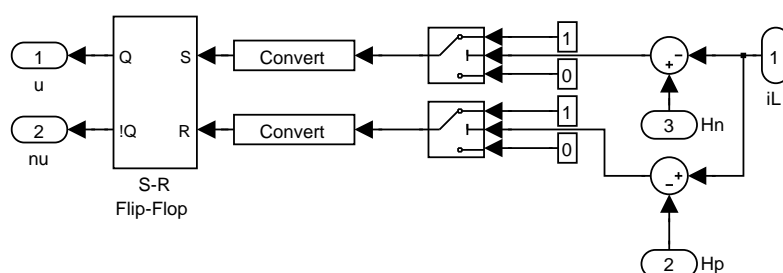 1
u
2
nu
Q
S
!Q
R
S-R
Flip-Flop
Convert
Convert
1
0
1
0
−
+
3
Hn
1
iL
+
−
2
Hp